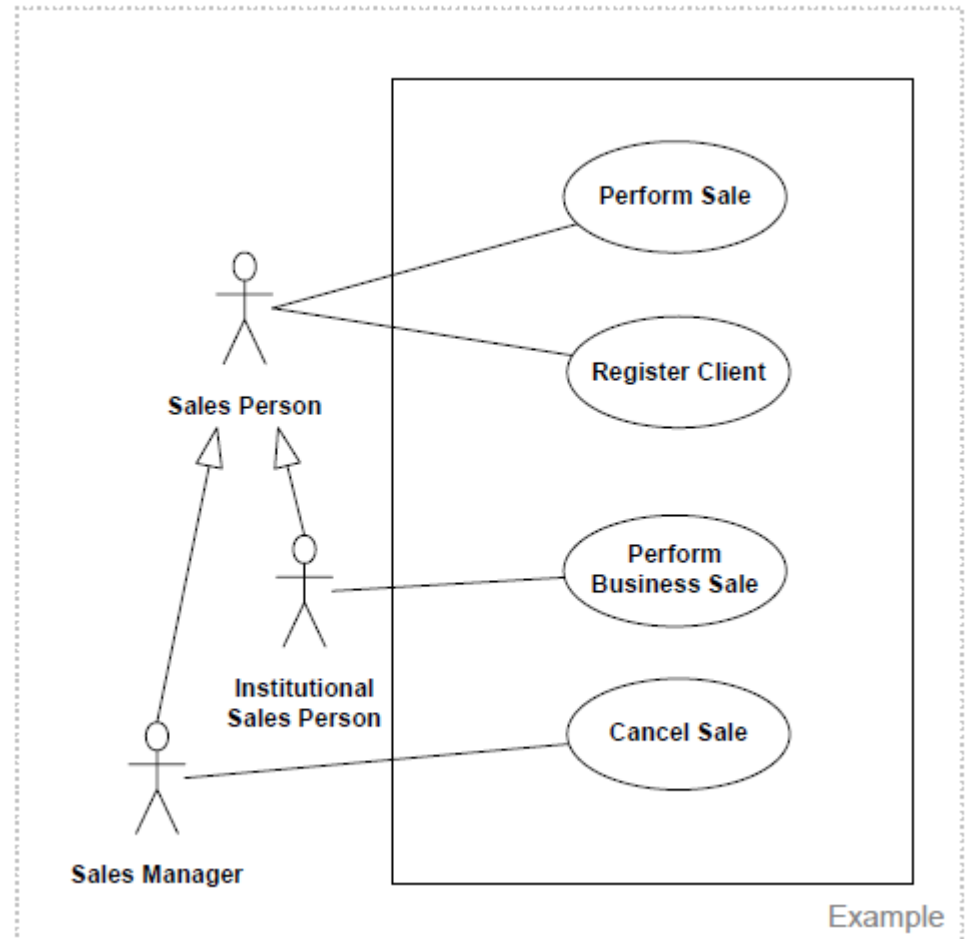 Perform Sale
Register Client
Sales Person
Perform
Business Sale
Institutional
Sales Person
Cancel Sale
Sales Manager
Example